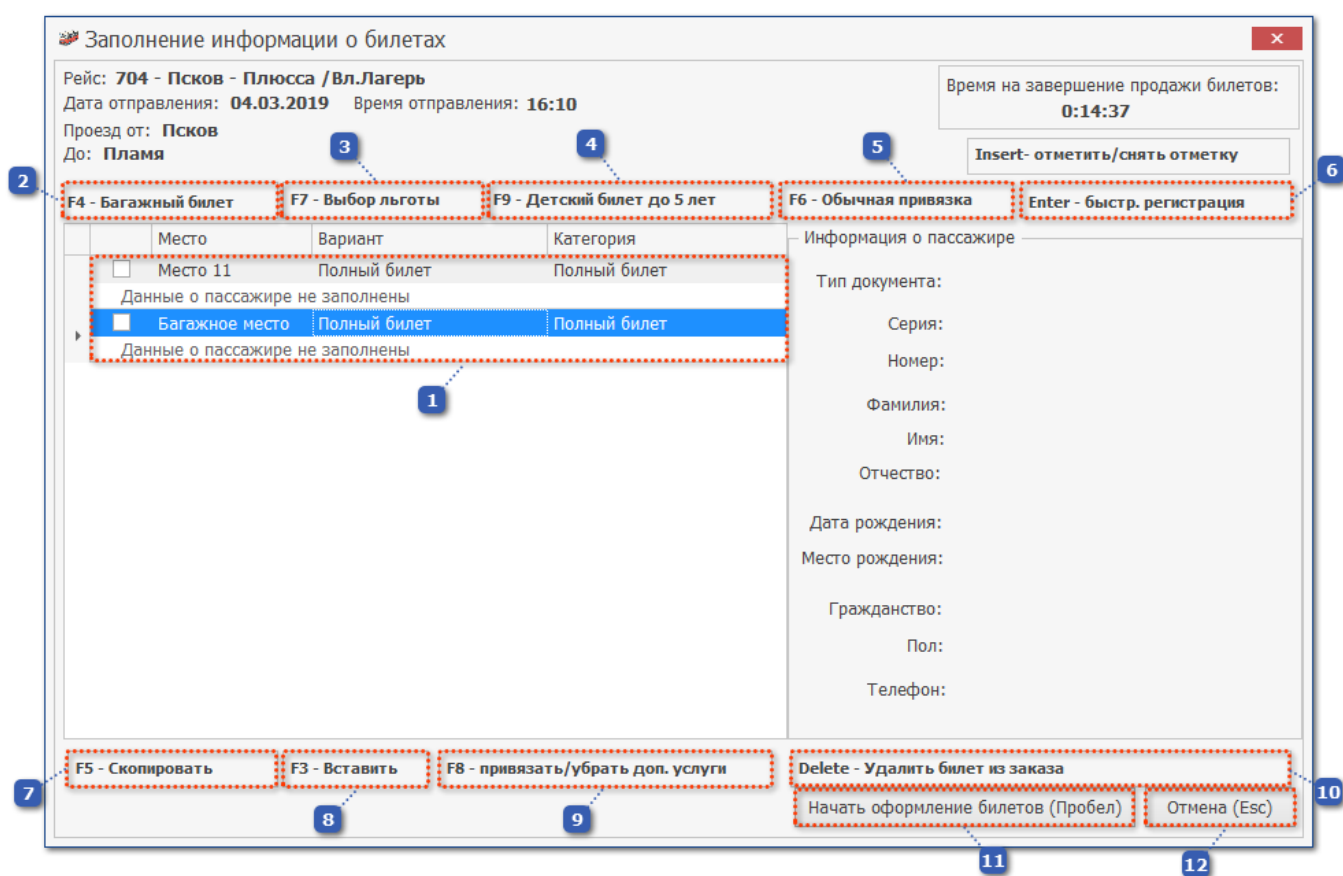 Заполнение информации о билетах
Рейс: 704 - Псков - Плюсса /Вл.Лагерь
Дата отправления: 04.03.2019 Время отправления: 16:10
Проезд от: Псков
До: Пламя
Время на завершение продажи билетов:
0:14:37
Insert- отметить/снять отметку
3
4
5
6
2
F4 - Багажный билет
F7 - Выбор льготы
F9 - Детский билет до 5 лет
F6 - Обычная привязка
Enter - быстр. регистрация
Место Вариант Категория
Место 11 Полный билет Полный билет
Данные о пассажире не заполнены
Багажное место Полный билет Полный билет
Данные о пассажире не заполнены
1
Информация о пассажире
Тип документа:
Серия:
Номер:
Фамилия:
Имя:
Отчество:
Дата рождения:
Место рождения:
Гражданство:
Пол:
Телефон:
F5 - Скопировать
F3 - Вставить
F8 - привязать/убрать доп. услуги
Delete - Удалить билет из заказа
7
10
Начать оформление билетов (Пробел)
Отмена (Esc)
8
9
11
12